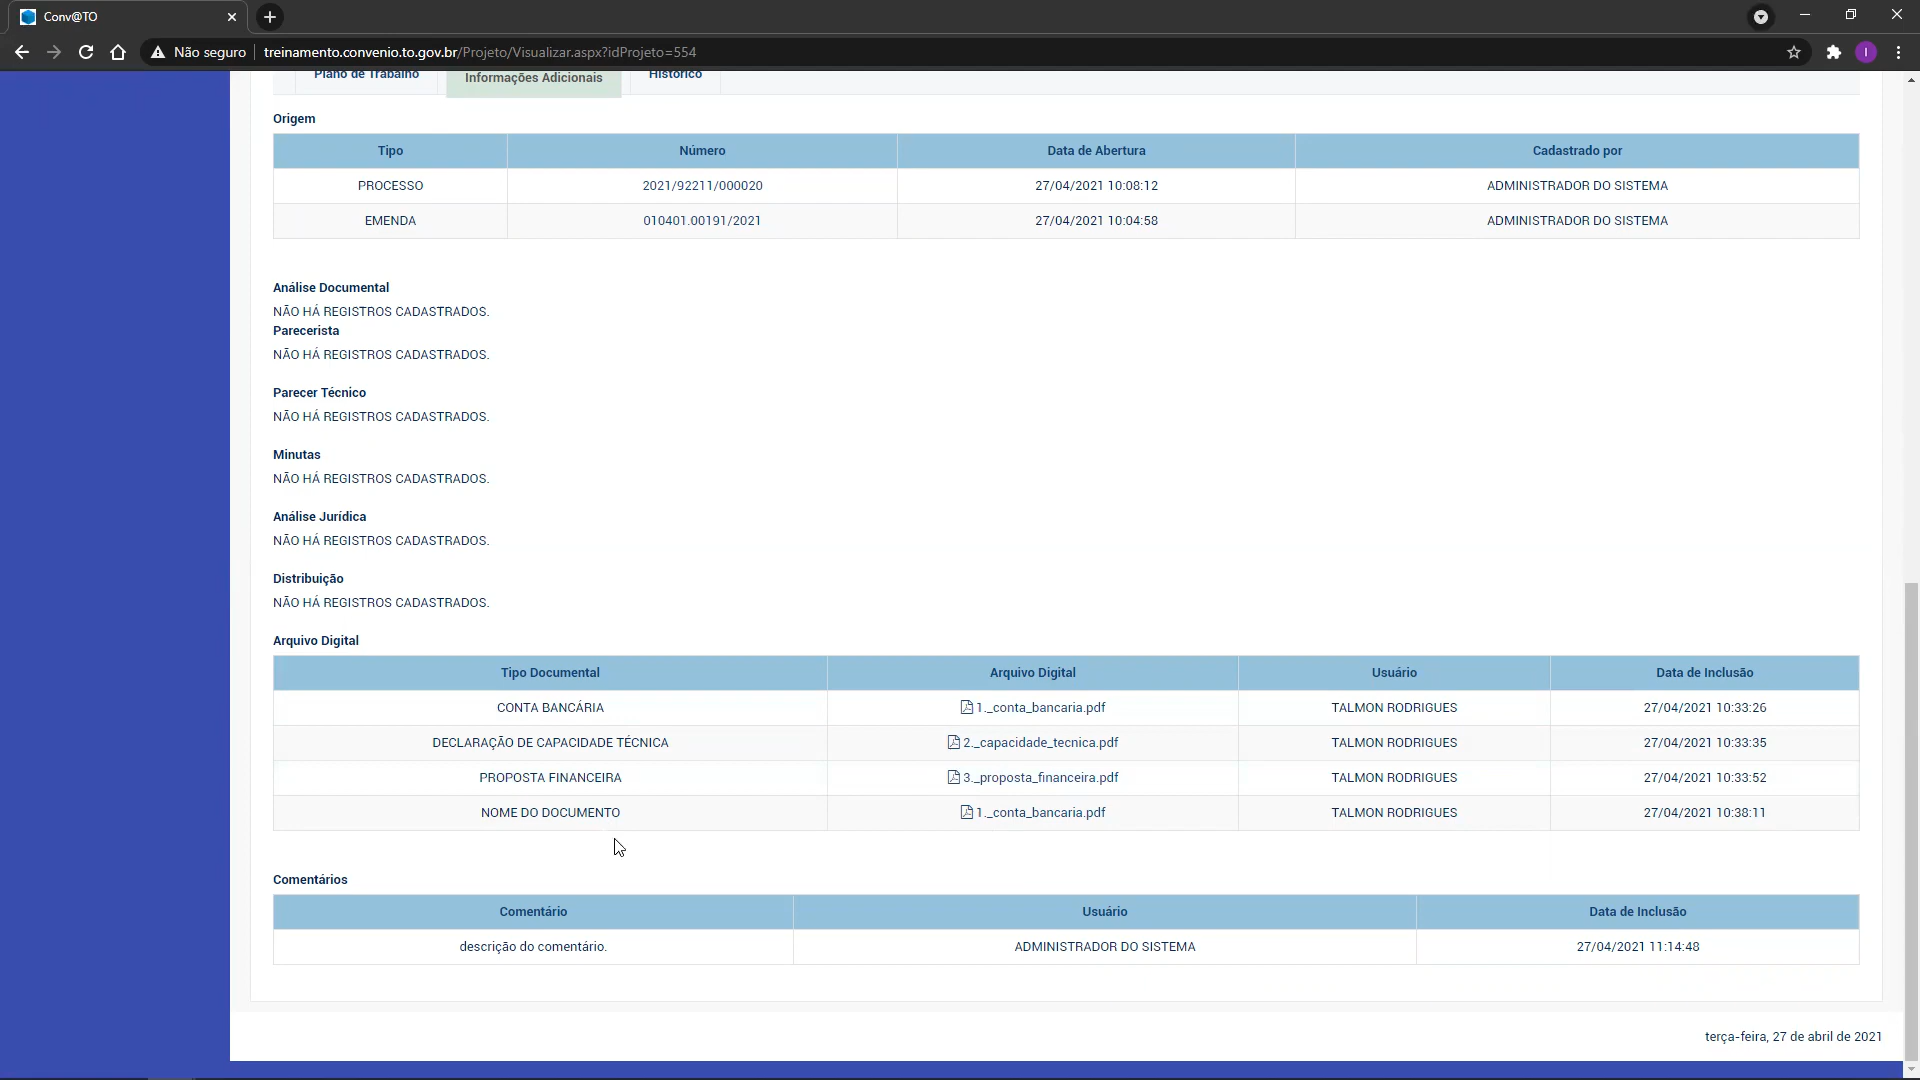 Conv@TO
Não seguro treinamento.convenio.to.gov.br/Projeto/Visualizar.aspx?idProjeto=554
I
Plano de Trabalho Informações Adicionais Histórico
Origem
Tipo Número Data de Abertura Cadastrado por
PROCESSO 2021/92211/000020 27/04/2021 10:08:12 ADMINISTRADOR DO SISTEMA
EMENDA 010401.00191/2021 27/04/2021 10:04:58 ADMINISTRADOR DO SISTEMA
Análise Documental
NÃO HÁ REGISTROS CADASTRADOS.
Parecerista
NÃO HÁ REGISTROS CADASTRADOS.
Parecer Técnico
NÃO HÁ REGISTROS CADASTRADOS.
Minutas
NÃO HÁ REGISTROS CADASTRADOS.
Análise Jurídica
NÃO HÁ REGISTROS CADASTRADOS.
Distribuição
NÃO HÁ REGISTROS CADASTRADOS.
Arquivo Digital
Tipo Documental Arquivo Digital Usuário Data de Inclusão
CONTA BANCÁRIA 1._conta_bancaria.pdf TALMON RODRIGUES 27/04/2021 10:33:26
DECLARAÇÃO DE CAPACIDADE TÉCNICA 2._capacidade_tecnica.pdf TALMON RODRIGUES 27/04/2021 10:33:35
PROPOSTA FINANCEIRA 3._proposta_financeira.pdf TALMON RODRIGUES 27/04/2021 10:33:52
NOME DO DOCUMENTO 1._conta_bancaria.pdf TALMON RODRIGUES 27/04/2021 10:38:11
Comentários
Comentário Usuário Data de Inclusão
descrição do comentário. ADMINISTRADOR DO SISTEMA 27/04/2021 11:14:48
terça-feira, 27 de abril de 2021